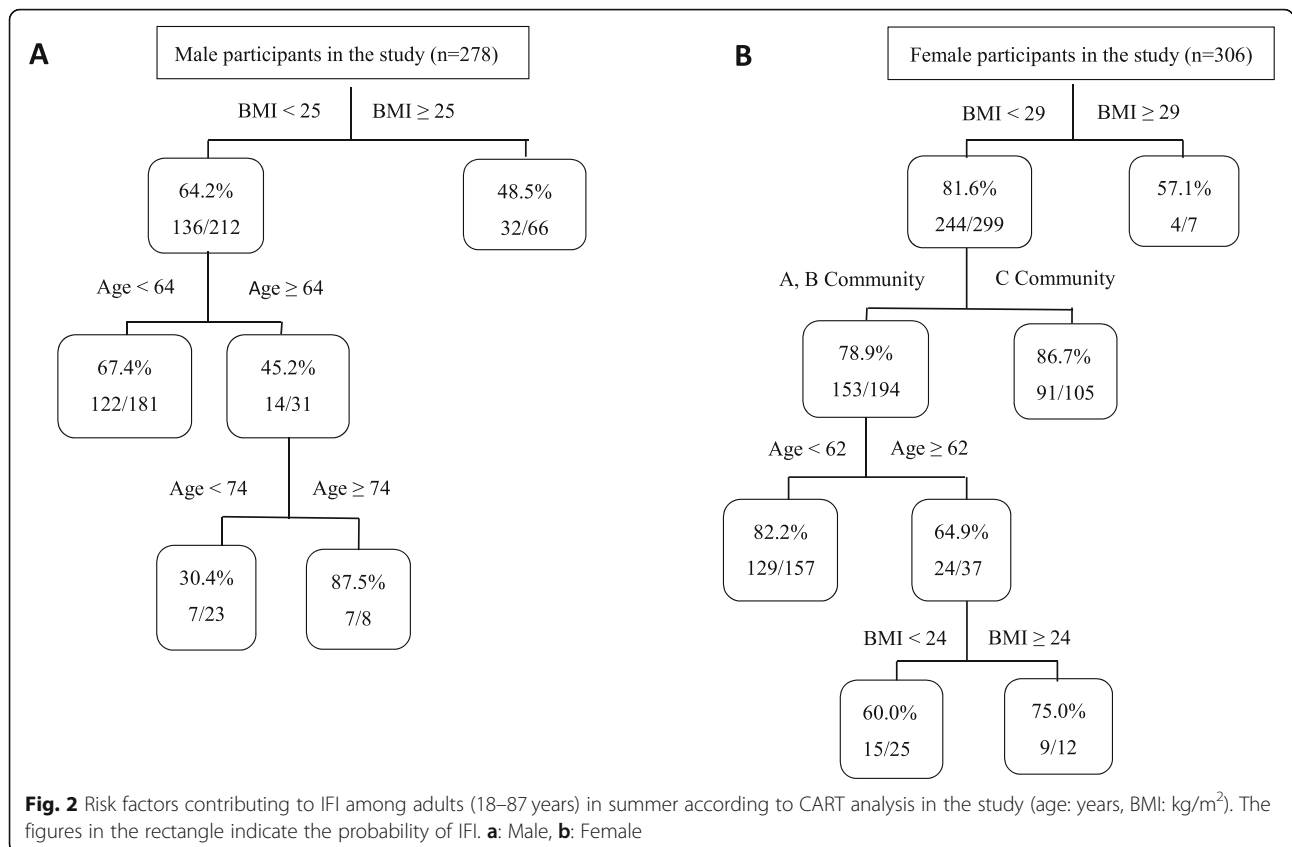 A
Male participants in the study (n=278)
BMI < 25 BMI ≥ 25
64.2%
136/212
48.5%
32/66
Age < 64 Age ≥ 64
67.4%
122/181
45.2%
14/31
Age < 74 Age ≥ 74
30.4%
7/23
87.5%
7/8
B
Female participants in the study (n=306)
BMI < 29 BMI ≥ 29
81.6%
244/299
57.1%
4/7
A, B Community C Community
78.9%
153/194
86.7%
91/105
Age < 62 Age ≥ 62
82.2%
129/157
64.9%
24/37
BMI < 24 BMI ≥ 24
60.0%
15/25
75.0%
9/12
Fig. 2 Risk factors contributing to IFI among adults (18–87 years) in summer according to CART analysis in the study (age: years, BMI: kg/m²). The
figures in the rectangle indicate the probability of IFI. a: Male, b: Female